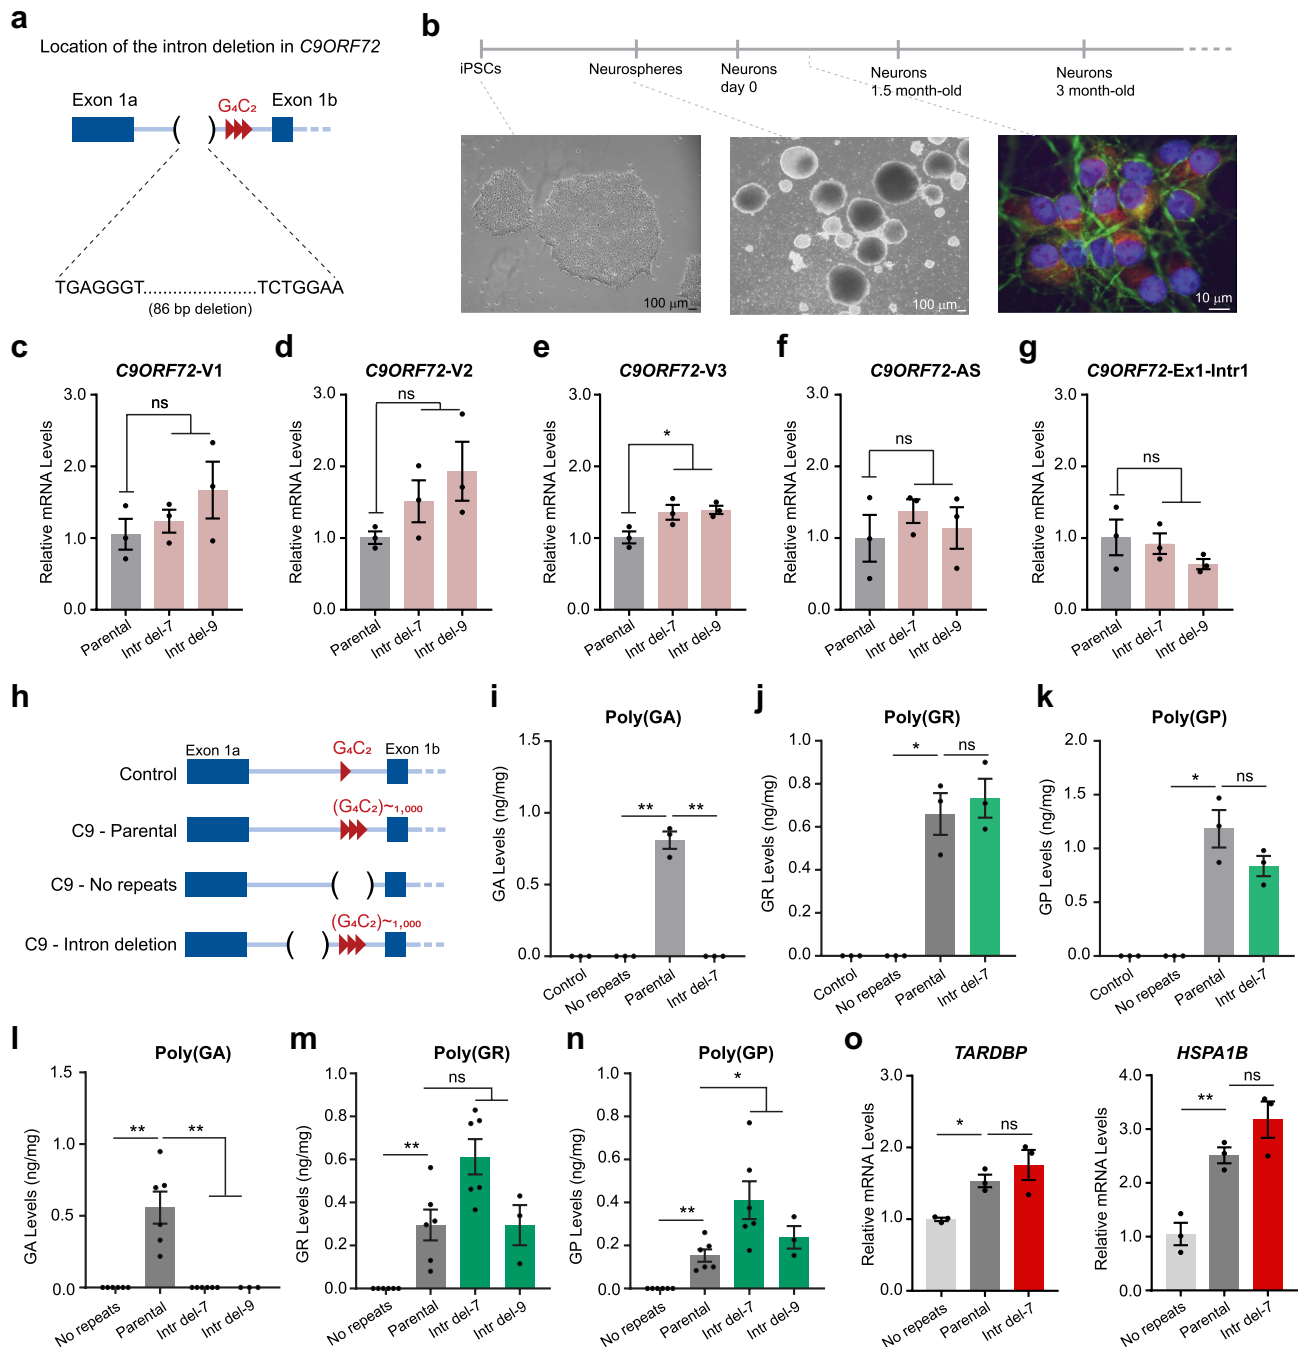 a
Location of the intron deletion in C9ORF72
Exon 1a
G₄C₂
Exon 1b
( )
TGAGGGT......................TCTGGAA
(86 bp deletion)
b
iPSCs
Neurospheres
Neurons
day 0
Neurons
1.5 month-old
Neurons
3 month-old
100 µm
100 µm
10 µm
c
C9ORF72-V1
Relative mRNA Levels
3.0
2.0
1.0
0.0
ns
Parental
Intr del-7
Intr del-9
d
C9ORF72-V2
Relative mRNA Levels
3.0
2.0
1.0
0.0
ns
Parental
Intr del-7
Intr del-9
e
C9ORF72-V3
Relative mRNA Levels
3.0
2.0
1.0
0.0
*
Parental
Intr del-7
Intr del-9
f
C9ORF72-AS
Relative mRNA Levels
3.0
2.0
1.0
0.0
ns
Parental
Intr del-7
Intr del-9
g
C9ORF72-Ex1-Intr1
Relative mRNA Levels
3.0
2.0
1.0
0.0
ns
Parental
Intr del-7
Intr del-9
h
Exon 1a
G₄C₂
Exon 1b
Control
(G₄C₂)~₁,₀₀₀
C9 - Parental
C9 - No repeats
( )
(G₄C₂)~₁,₀₀₀
C9 - Intron deletion
( )
i
Poly(GA)
GA Levels (ng/mg)
1.5
1.0
0.5
0.0
** **
Control
No repeats
Parental
Intr del-7
j
Poly(GR)
GR Levels (ng/mg)
1.0
0.8
0.6
0.4
0.2
0.0
* ns
Control
No repeats
Parental
Intr del-7
k
Poly(GP)
GP Levels (ng/mg)
2.0
1.5
1.0
0.5
0.0
* ns
Control
No repeats
Parental
Intr del-7
l
Poly(GA)
GA Levels (ng/mg)
1.5
1.0
0.5
0.0
** **
No repeats
Parental
Intr del-7
Intr del-9
m
Poly(GR)
GR Levels (ng/mg)
1.0
0.8
0.6
0.4
0.2
0.0
ns
**
No repeats
Parental
Intr del-7
Intr del-9
n
Poly(GP)
GP Levels (ng/mg)
1.0
0.8
0.6
0.4
0.2
0.0
*
**
No repeats
Parental
Intr del-7
Intr del-9
o
TARDBP
Relative mRNA Levels
3.0
2.0
1.0
0.0
* ns
No repeats
Parental
Intr del-7
HSPA1B
Relative mRNA Levels
4.0
3.0
2.0
1.0
0.0
ns
**
No repeats
Parental
Intr del-7